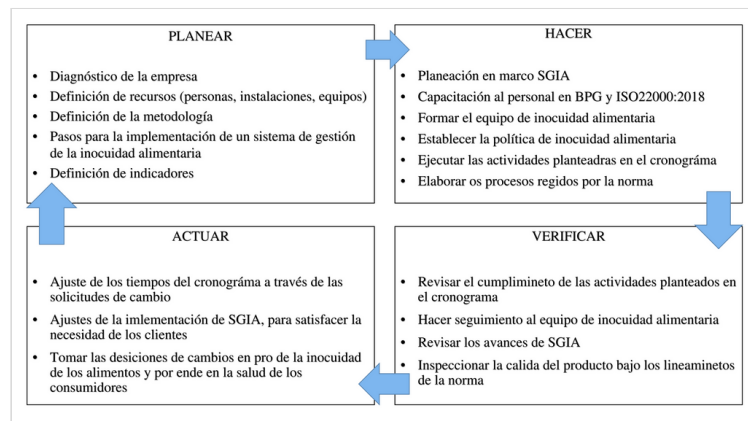 PLANEAR
• Diagnóstico de la empresa
• Definición de recursos (personas, instalaciones, equipos)
• Definición de la metodología
• Pasos para la implementación de un sistema de gestión
de la inocuidad alimentaria
• Definición de indicadores
HACER
• Planeación en marco SGIA
• Capacitación al personal en BPG y ISO22000:2018
• Formar el equipo de inocuidad alimentaria
• Establecer la política de inocuidad alimentaria
• Ejecutar las actividades planteadras en el cronográma
• Elaborar os procesos regidos por la norma
ACTUAR
• Ajuste de los tiempos del cronográma a través de las
solicitudes de cambio
• Ajustes de la imlementación de SGIA, para satisfacer la
necesidad de los clientes
• Tomar las desiciones de cambios en pro de la inocuidad
de los alimentos y por ende en la salud de los
consumidores
VERIFICAR
• Revisar el cumplimineto de las actividades planteados en
el cronograma
• Hacer seguimiento al equipo de inocuidad alimentaria
• Revisar los avances de SGIA
• Inspeccionar la calida del producto bajo los lineaminetos
de la norma